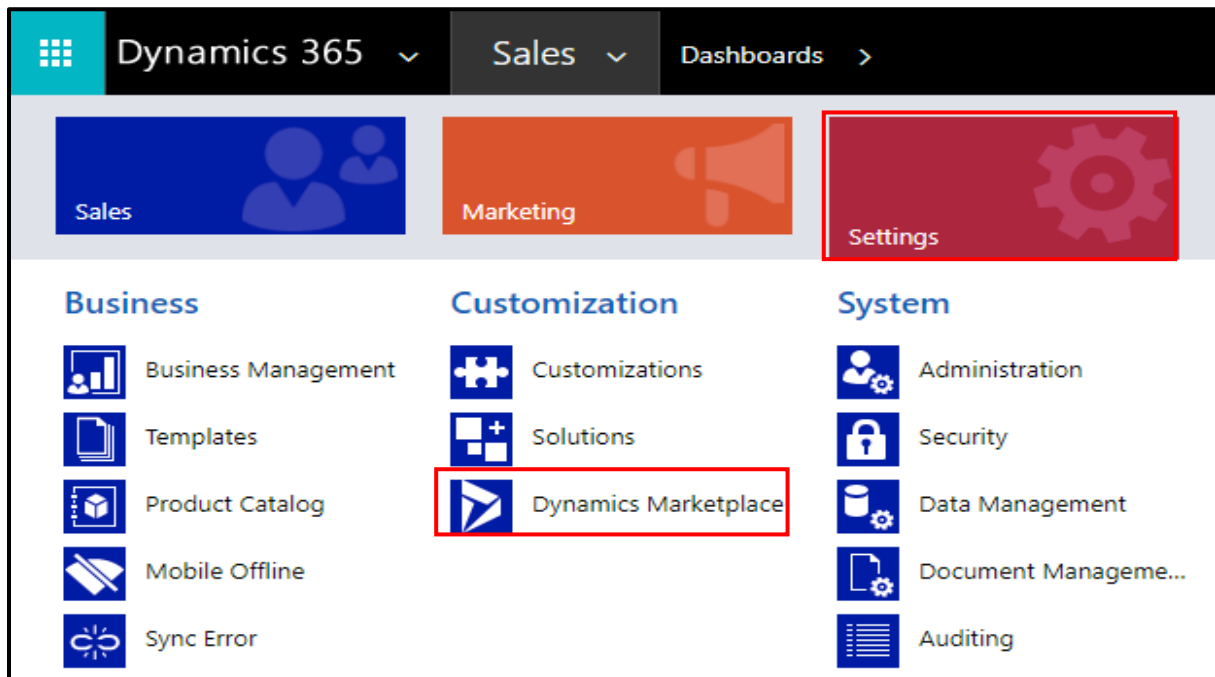 Dynamics 365
Sales
Dashboards
Sales
Marketing
Settings
Business
Customization
System
Business Management
Customizations
Administration
Templates
Solutions
Security
Product Catalog
Dynamics Marketplace
Data Management
Mobile Offline
Document Manageme...
Sync Error
Auditing